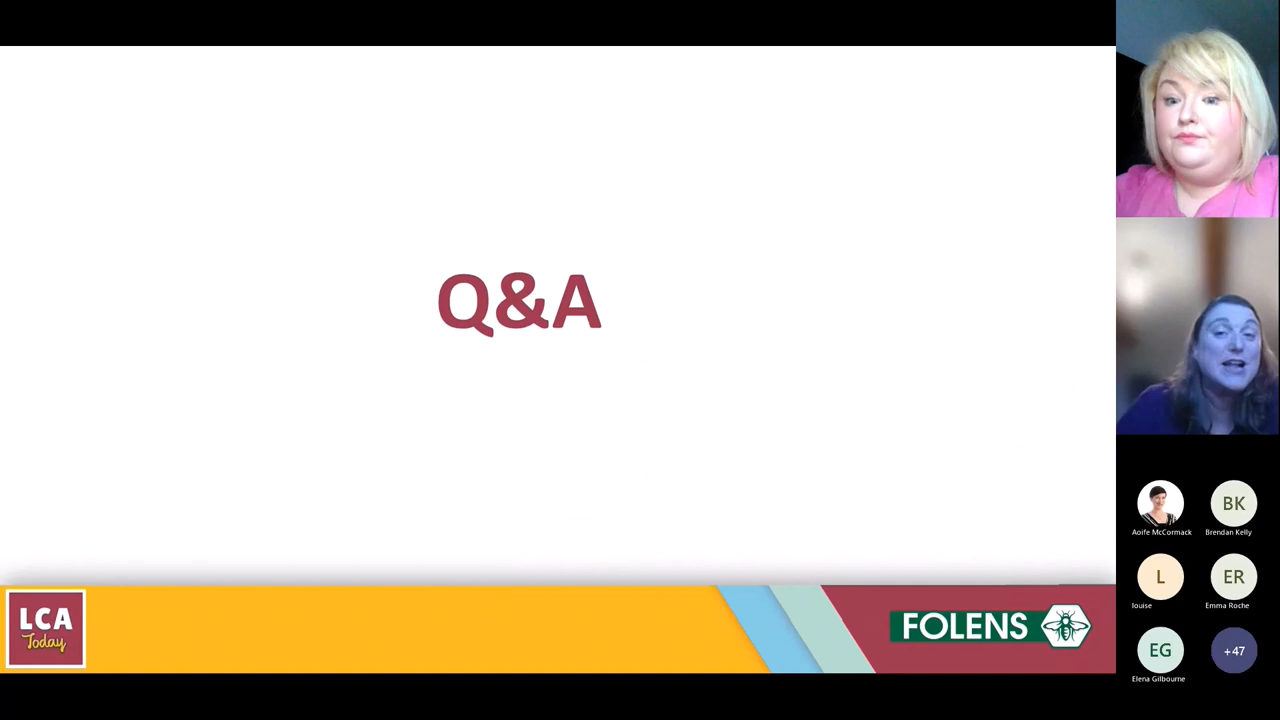 Q&A
LCA
Today
FOLENS
Aoife McCormack
BK
Brendan Kelly
L
louise
ER
Emma Roche
EG
Elena Gilbourne
+47